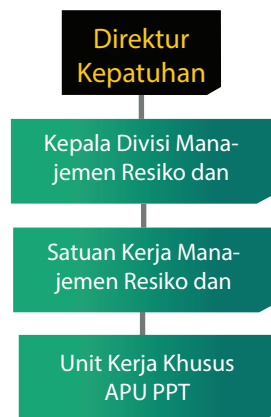 Direktur
Kepatuhan
Kepala Divisi Mana-
jemen Resiko dan
Satuan Kerja Mana-
jemen Resiko dan
Unit Kerja Khusus
APU PPT